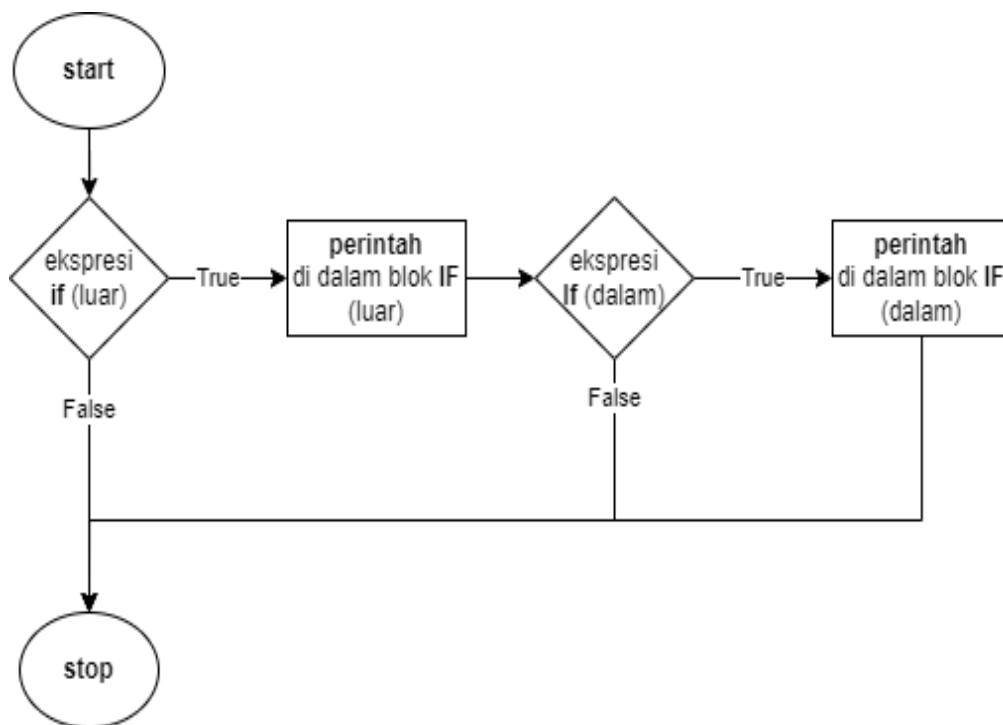 start
ekspresi
if (luar)
True
perintah
di dalam blok IF
(luar)
ekspresi
If (dalam)
True
perintah
di dalam blok IF
(dalam)
False
False
stop